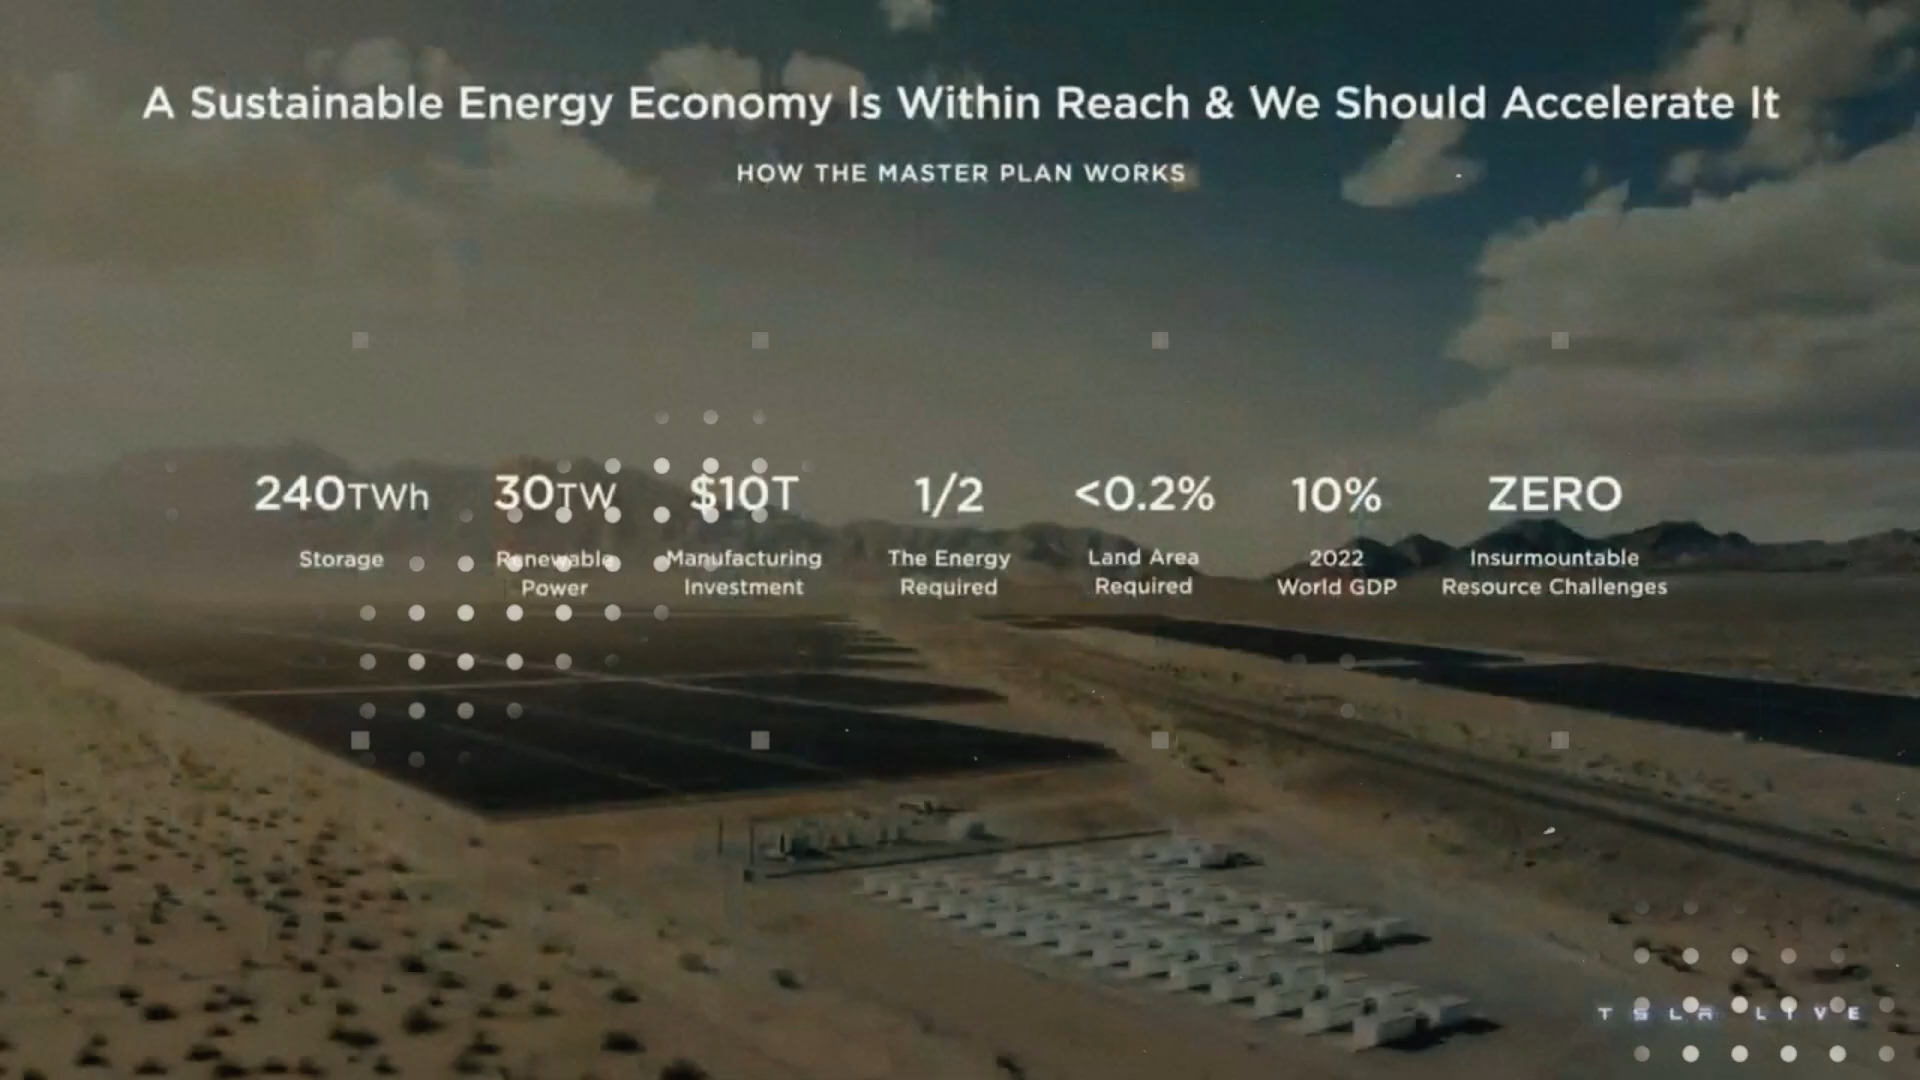 A Sustainable Energy Economy Is Within Reach & We Should Accelerate It
HOW THE MASTER PLAN WORKS
240TWh
Storage
30TW
Renewable
Power
$10T
Manufacturing
Investment
1/2
The Energy
Required
<0.2%
Land Area
Required
10%
2022
World GDP
ZERO
Insurmountable
Resource Challenges
TSLA LIVE